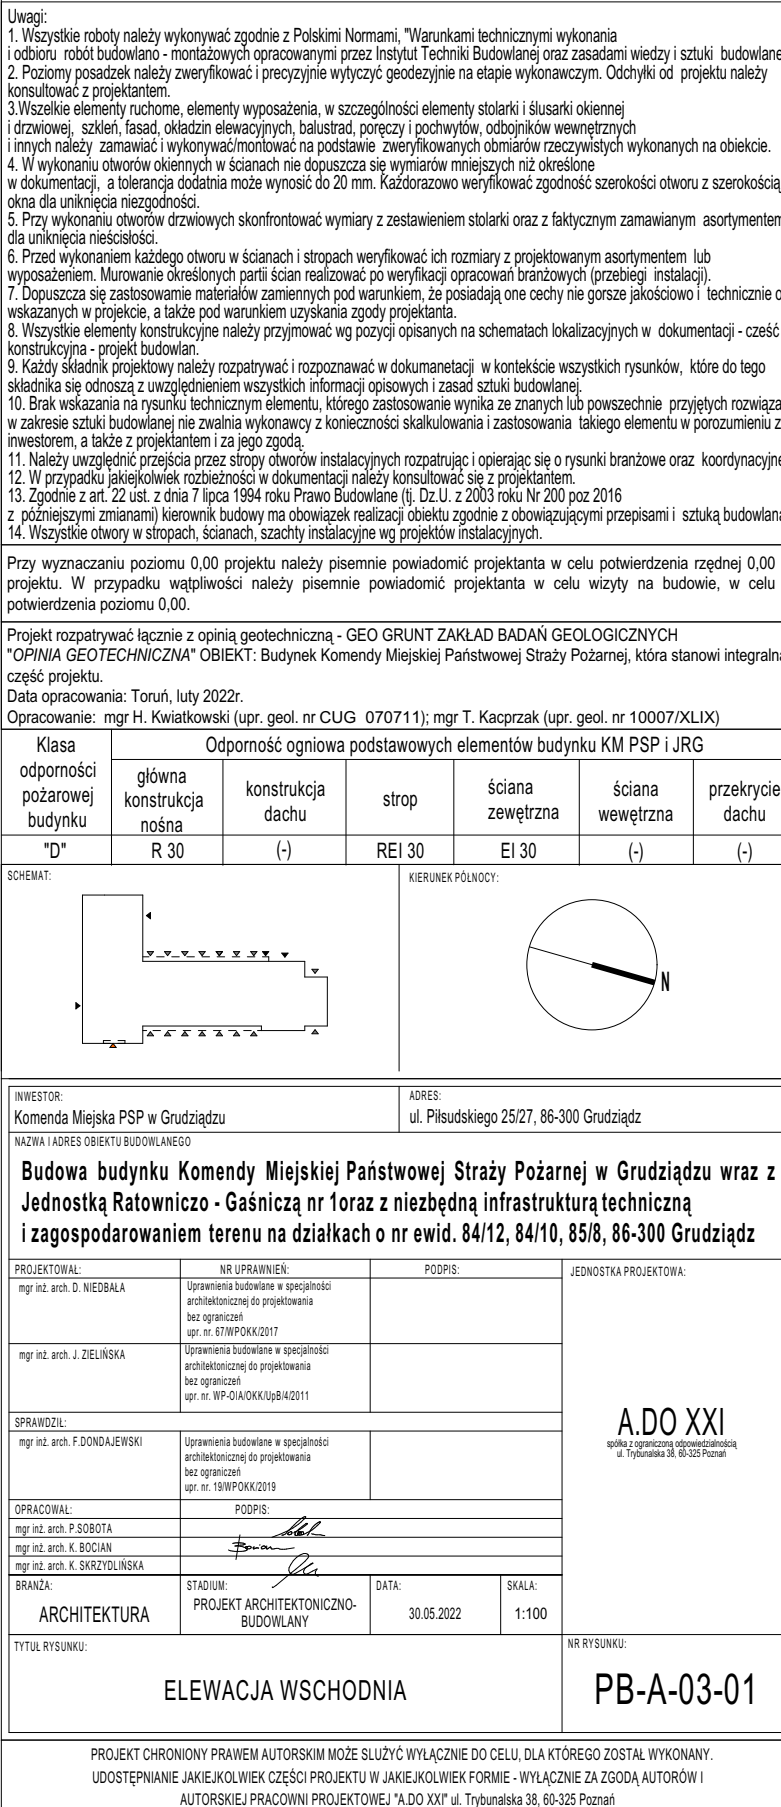 Uwagi:
1. Wszystkie roboty należy wykonywać zgodnie z Polskimi Normami, "Warunkami technicznymi wykonania
i odbioru robót budowlano - montażowych opracowanymi przez Instytut Techniki Budowlanej oraz zasadami wiedzy i sztuki budowlane
2. Poziomy posadzek należy zweryfikować i precyzyjnie wytyczyć geodezyjnie na etapie wykonawczym. Odchyłki od projektu należy
konsultować z projektantem.
3.Wszelkie elementy ruchome, elementy wyposażenia, w szczególności elementy stolarki i ślusarki okiennej
i drzwiowej, szkleń, fasad, okładzin elewacyjnych, balustrad, poręczy i pochwytów, odbojników wewnętrznych
i innych należy zamawiać i wykonywać/montować na podstawie zweryfikowanych obmiarów rzeczywistych wykonanych na obiekcie.
4. W wykonaniu otworów okiennych w ścianach nie dopuszcza się wymiarów mniejszych niż określone
w dokumentacji, a tolerancja dodatnia może wynosić do 20 mm. Każdorazowo weryfikować zgodność szerokości otworu z szerokością
okna dla uniknięcia niezgodności.
5. Przy wykonaniu otworów drzwiowych skonfrontować wymiary z zestawieniem stolarki oraz z faktycznym zamawianym asortymentem
dla uniknięcia nieścisłości.
6. Przed wykonaniem każdego otworu w ścianach i stropach weryfikować ich rozmiary z projektowanym asortymentem lub
wyposażeniem. Murowanie określonych partii ścian realizować po weryfikacji opracowań branżowych (przebiegi instalacji).
7. Dopuszcza się zastosowanie materiałów zamiennych pod warunkiem, że posiadają one cechy nie gorsze jakościowo i technicznie o
wskazanych w projekcie, a także pod warunkiem uzyskania zgody projektanta.
8. Wszystkie elementy konstrukcyjne należy przyjmować wg pozycji opisanych na schematach lokalizacyjnych w dokumentacji - cześć
konstrukcyjna - projekt budowlan.
9. Każdy składnik projektowy należy rozpatrywać i rozpoznawać w dokumanetacji w kontekście wszystkich rysunków, które do tego
składnika się odnoszą z uwzględnieniem wszystkich informacji opisowych i zasad sztuki budowlanej.
10. Brak wskazania na rysunku technicznym elementu, którego zastosowanie wynika ze znanych lub powszechnie przyjętych rozwiąza
w zakresie sztuki budowlanej nie zwalnia wykonawcy z konieczności skalkulowania i zastosowania takiego elementu w porozumieniu z
inwestorem, a także z projektantem i za jego zgodą.
11. Należy uwzględnić przejścia przez stropy otworów instalacyjnych rozpatrując i opierając się o rysunki branżowe oraz koordynacyjne
12. W przypadku jakiejkolwiek rozbieżności w dokumentacji należy konsultować się z projektantem.
13. Zgodnie z art. 22 ust. z dnia 7 lipca 1994 roku Prawo Budowlane (tj. Dz.U. z 2003 roku Nr 200 poz 2016
z późniejszymi zmianami) kierownik budowy ma obowiązek realizacji obiektu zgodnie z obowiązującymi przepisami i sztuką budowlaną
14. Wszystkie otwory w stropach, ścianach, szachty instalacyjne wg projektów instalacyjnych.
Przy wyznaczaniu poziomu 0,00 projektu należy pisemnie powiadomić projektanta w celu potwierdzenia rzędnej 0,00
projektu. W przypadku wątpliwości należy pisemnie powiadomić projektanta w celu wizyty na budowie, w celu
potwierdzenia poziomu 0,00.
Projekt rozpatrywać łącznie z opinią geotechniczną - GEO GRUNT ZAKŁAD BADAŃ GEOLOGICZNYCH
"OPINIA GEOTECHNICZNA" OBIEKT: Budynek Komendy Miejskiej Państwowej Straży Pożarnej, która stanowi integralną
część projektu.
Data opracowania: Toruń, luty 2022r.
Opracowanie: mgr H. Kwiatkowski (upr. geol. nr CUG 070711); mgr T. Kacprzak (upr. geol. nr 10007/XLIX)
Klasa odporności pożarowej budynku
Odporność ogniowa podstawowych elementów budynku KM PSP i JRG
główna konstrukcja nośna
konstrukcja dachu
strop
ściana zewętrzna
ściana wewętrzna
przekrycie dachu
"D" R 30 (-) REI 30 EI 30 (-) (-)
SCHEMAT:
KIERUNEK PÓŁNOCY:
N
INWESTOR:
Komenda Miejska PSP w Grudziądzu
ADRES:
ul. Piłsudskiego 25/27, 86-300 Grudziądz
NAZWA I ADRES OBIEKTU BUDOWLANEGO
Budowa budynku Komendy Miejskiej Państwowej Straży Pożarnej w Grudziądzu wraz z
Jednostką Ratowniczo - Gaśniczą nr 1oraz z niezbędną infrastrukturą techniczną
i zagospodarowaniem terenu na działkach o nr ewid. 84/12, 84/10, 85/8, 86-300 Grudziądz
PROJEKTOWAŁ: NR UPRAWNIEŃ: PODPIS:
JEDNOSTKA PROJEKTOWA:
mgr inż. arch. D. NIEDBAŁA
Uprawnienia budowlane w specjalności
architektonicznej do projektowania
bez ograniczeń
upr. nr. 67/WPOKK/2017
mgr inż. arch. J. ZIELIŃSKA
Uprawnienia budowlane w specjalności
architektonicznej do projektowania
bez ograniczeń
upr. nr. WP-OIA/OKK/UpB/4/2011
SPRAWDZIŁ:
mgr inż. arch. F.DONDAJEWSKI
Uprawnienia budowlane w specjalności
architektonicznej do projektowania
bez ograniczeń
upr. nr. 19/WPOKK/2019
A.DO XXI
spółka z ograniczoną odpowiedzialnością
ul. Trybunalska 38, 60-325 Poznań
OPRACOWAŁ: PODPIS:
mgr inż. arch. P.SOBOTA
mgr inż. arch. K. BOCIAN Bocian
mgr inż. arch. K. SKRZYDLIŃSKA
BRANŻA:
ARCHITEKTURA
STADIUM:
PROJEKT ARCHITEKTONICZNO-
BUDOWLANY
DATA:
30.05.2022
SKALA:
1:100
TYTUŁ RYSUNKU:
ELEWACJA WSCHODNIA
NR RYSUNKU:
PB-A-03-01
PROJEKT CHRONIONY PRAWEM AUTORSKIM MOŻE SLUŻYĆ WYŁĄCZNIE DO CELU, DLA KTÓREGO ZOSTAŁ WYKONANY.
UDOSTĘPNIANIE JAKIEJKOLWIEK CZĘŚCI PROJEKTU W JAKIEJKOLWIEK FORMIE - WYŁĄCZNIE ZA ZGODĄ AUTORÓW I
AUTORSKIEJ PRACOWNI PROJEKTOWEJ "A.DO XXI" ul. Trybunalska 38, 60-325 Poznań